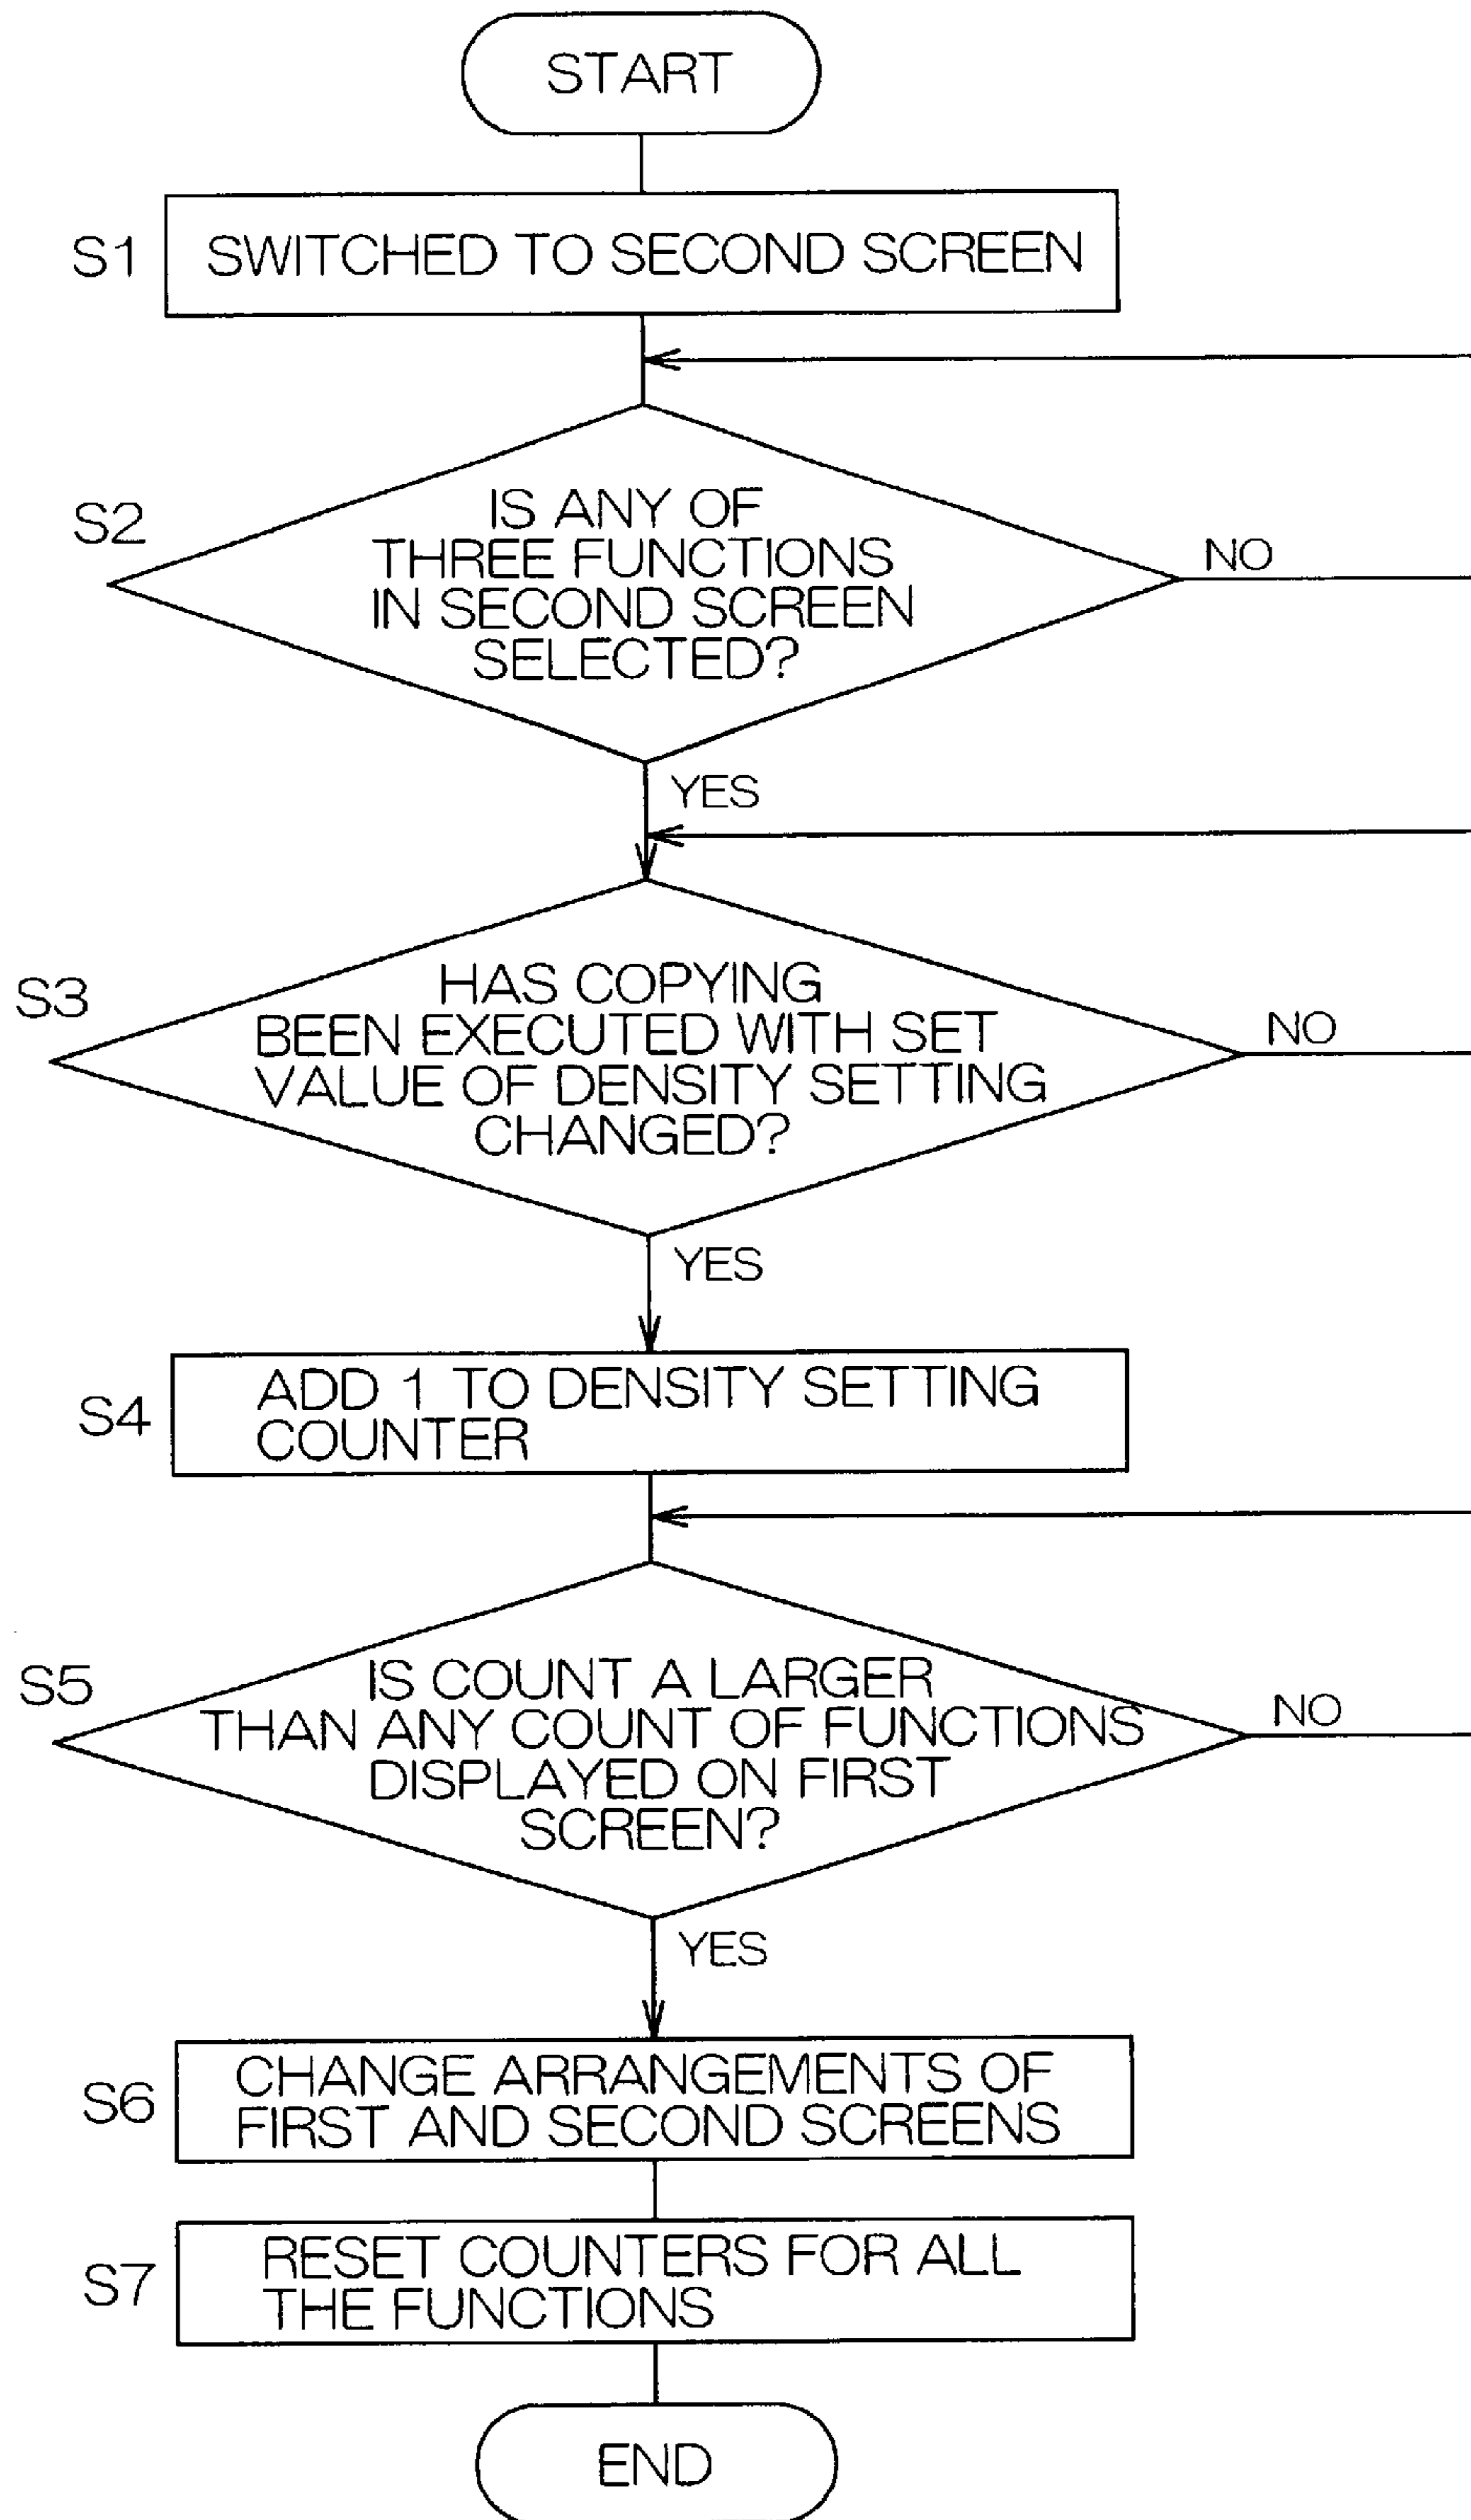 START
S1
SWITCHED TO SECOND SCREEN
S2
IS ANY OF
THREE FUNCTIONS
IN SECOND SCREEN
SELECTED?
NO
YES
S3
HAS COPYING
BEEN EXECUTED WITH SET
VALUE OF DENSITY SETTING
CHANGED?
NO
YES
S4
ADD 1 TO DENSITY SETTING
COUNTER
S5
IS COUNT A LARGER
THAN ANY COUNT OF FUNCTIONS
DISPLAYED ON FIRST
SCREEN?
NO
YES
S6
CHANGE ARRANGEMENTS OF
FIRST AND SECOND SCREENS
S7
RESET COUNTERS FOR ALL
THE FUNCTIONS
END